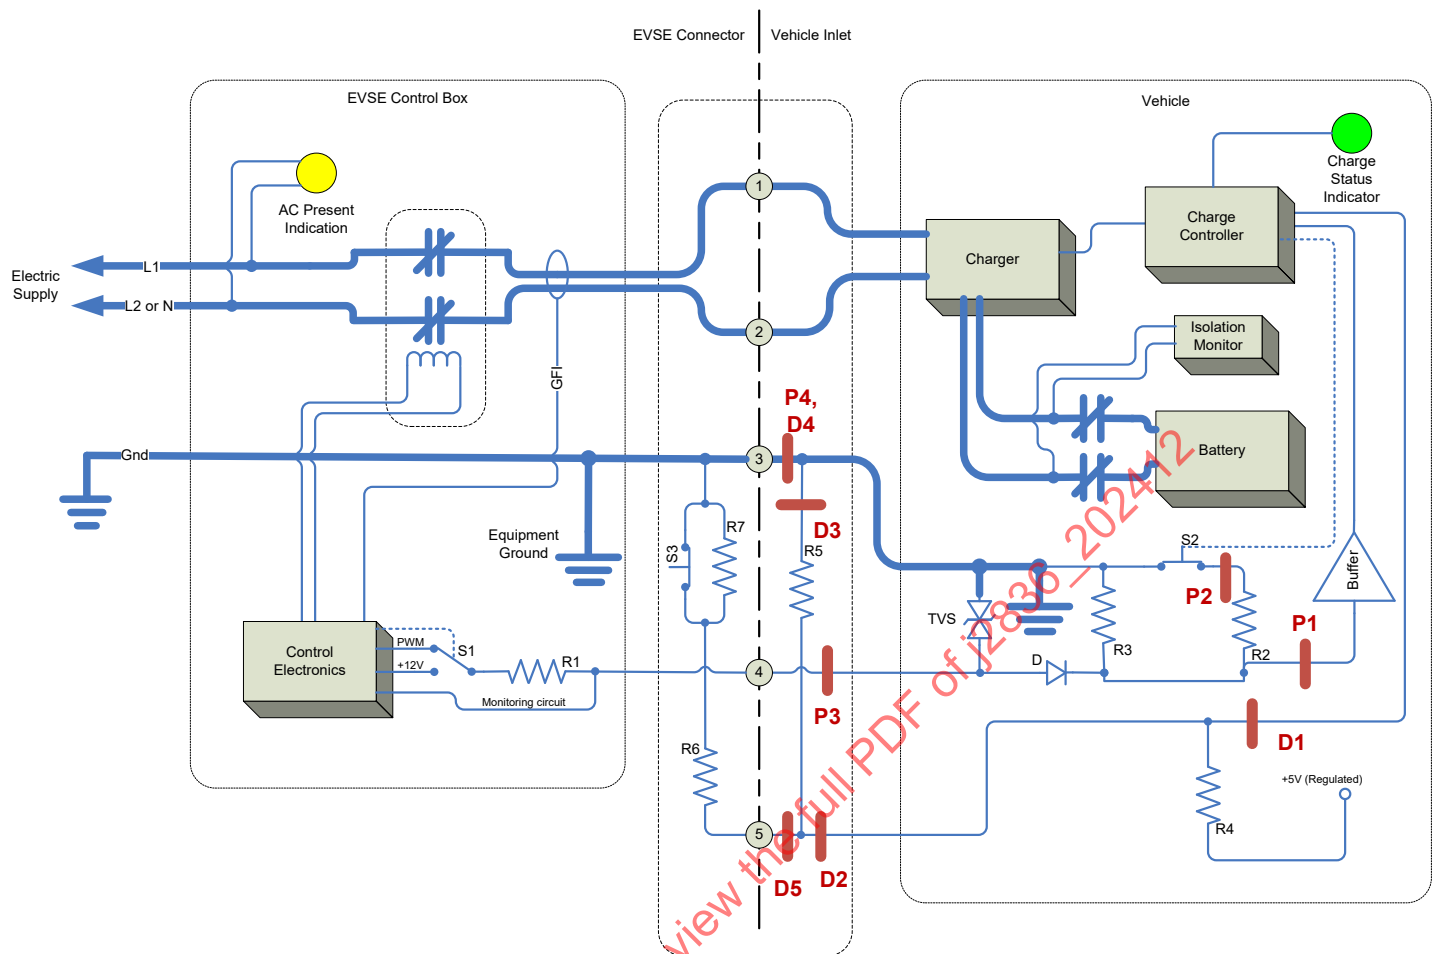 EVSE Connector
Vehicle Inlet
EVSE Control Box
Vehicle
AC Present
Indication
Charge
Status
Indicator
Charge
Controller
Charger
Electric
Supply
L1
L2 or N
1
2
Isolation
Monitor
GFI
P4,
D4
Battery
Gnd
3
D3
Equipment
Ground
S3
R7
R5
S2
Buffer
P2
TVS
P1
Control
Electronics
PWM
+12V
S1
R1
4
D
R3
R2
Monitoring circuit
P3
D1
R6
+5V (Regulated)
R4
5
D5
D2
view the full PDF of j2836_202412